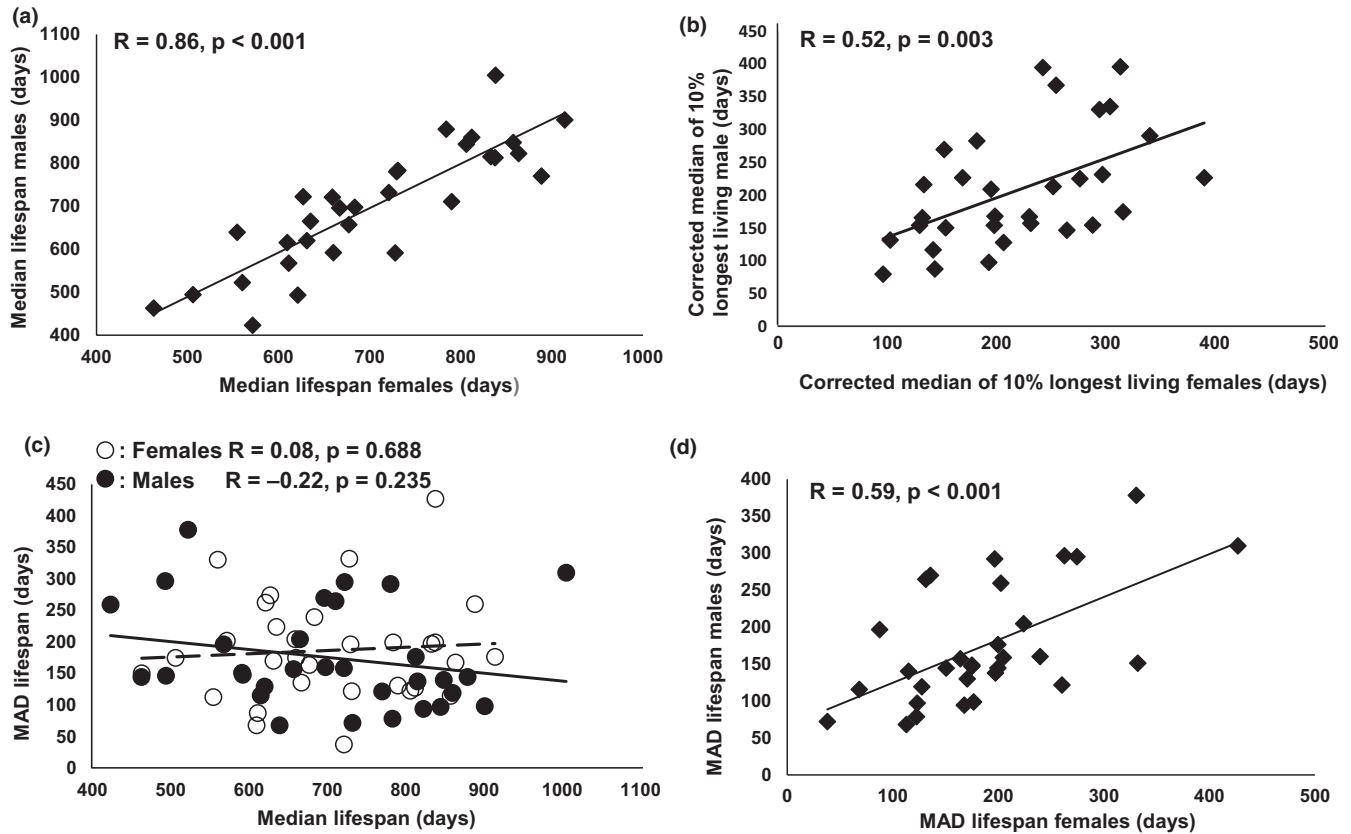 (a)
R = 0.86, p < 0.001
Median lifespan males (days)
1100
1000
900
800
700
600
500
400
400 500 600 700 800 900 1000
Median lifespan females (days)
(b)
R = 0.52, p = 0.003
Corrected median of 10%
longest living male (days)
450
400
350
300
250
200
150
100
50
0
0 100 200 300 400 500
Corrected median of 10% longest living females (days)
(c)
: Females R = 0.08, p = 0.688
: Males R = –0.22, p = 0.235
MAD lifespan (days)
450
400
350
300
250
200
150
100
50
0
400 500 600 700 800 900 1000 1100
Median lifespan (days)
(d)
R = 0.59, p < 0.001
MAD lifespan males (days)
400
350
300
250
200
150
100
50
0
0 100 200 300 400 500
MAD lifespan females (days)